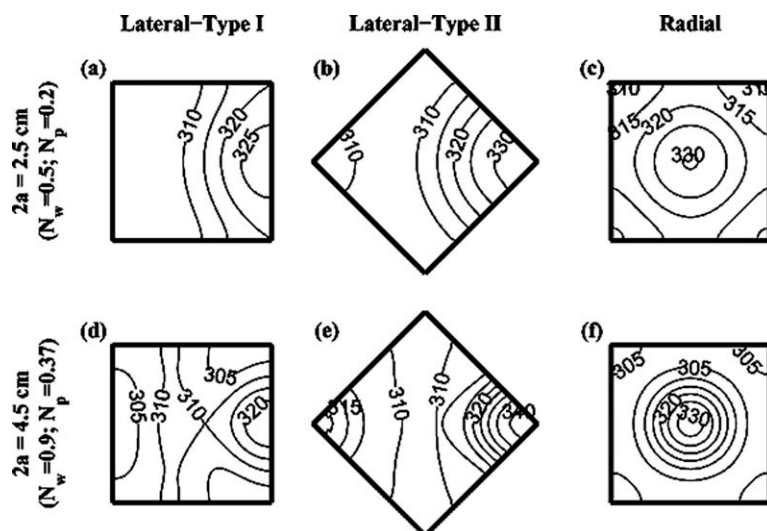 Lateral-Type I
Lateral-Type II
Radial
2a = 2.5 cm
(N_w=0.5; N_p=0.2)
(a)
310
320
325
(b)
310
310
320
330
(c)
310
310
315
315
320
330
2a = 4.5 cm
(N_w=0.9; N_p=0.37)
(d)
305
310
310
305
320
(e)
315
310
310
320
340
(f)
305
305
305
320
330